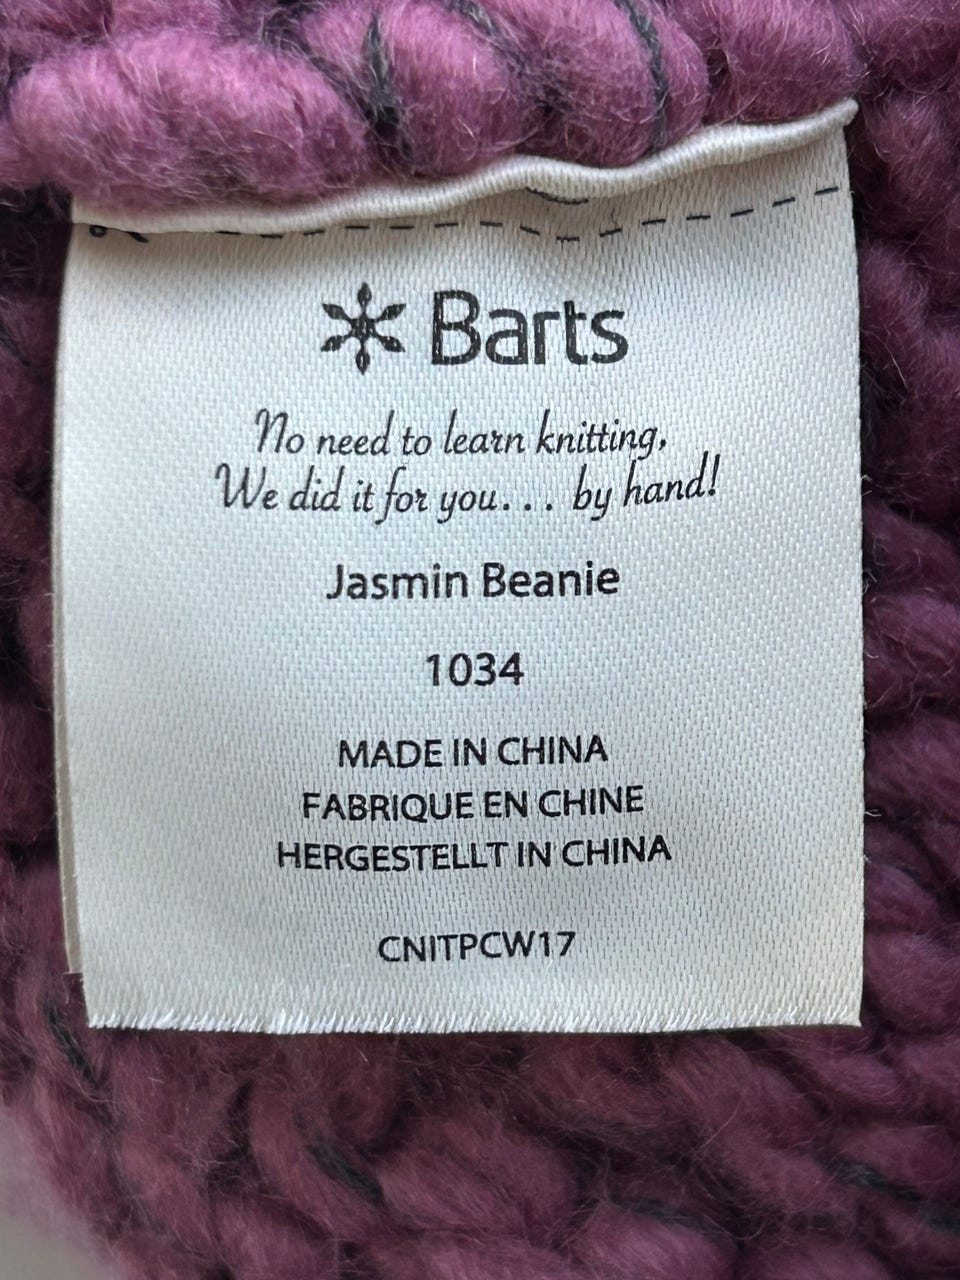 Barts
No need to learn knitting,
We did it for you... by hand!
Jasmin Beanie
1034
MADE IN CHINA
FABRIQUE EN CHINE
HERGESTELLT IN CHINA
CNITPCW17